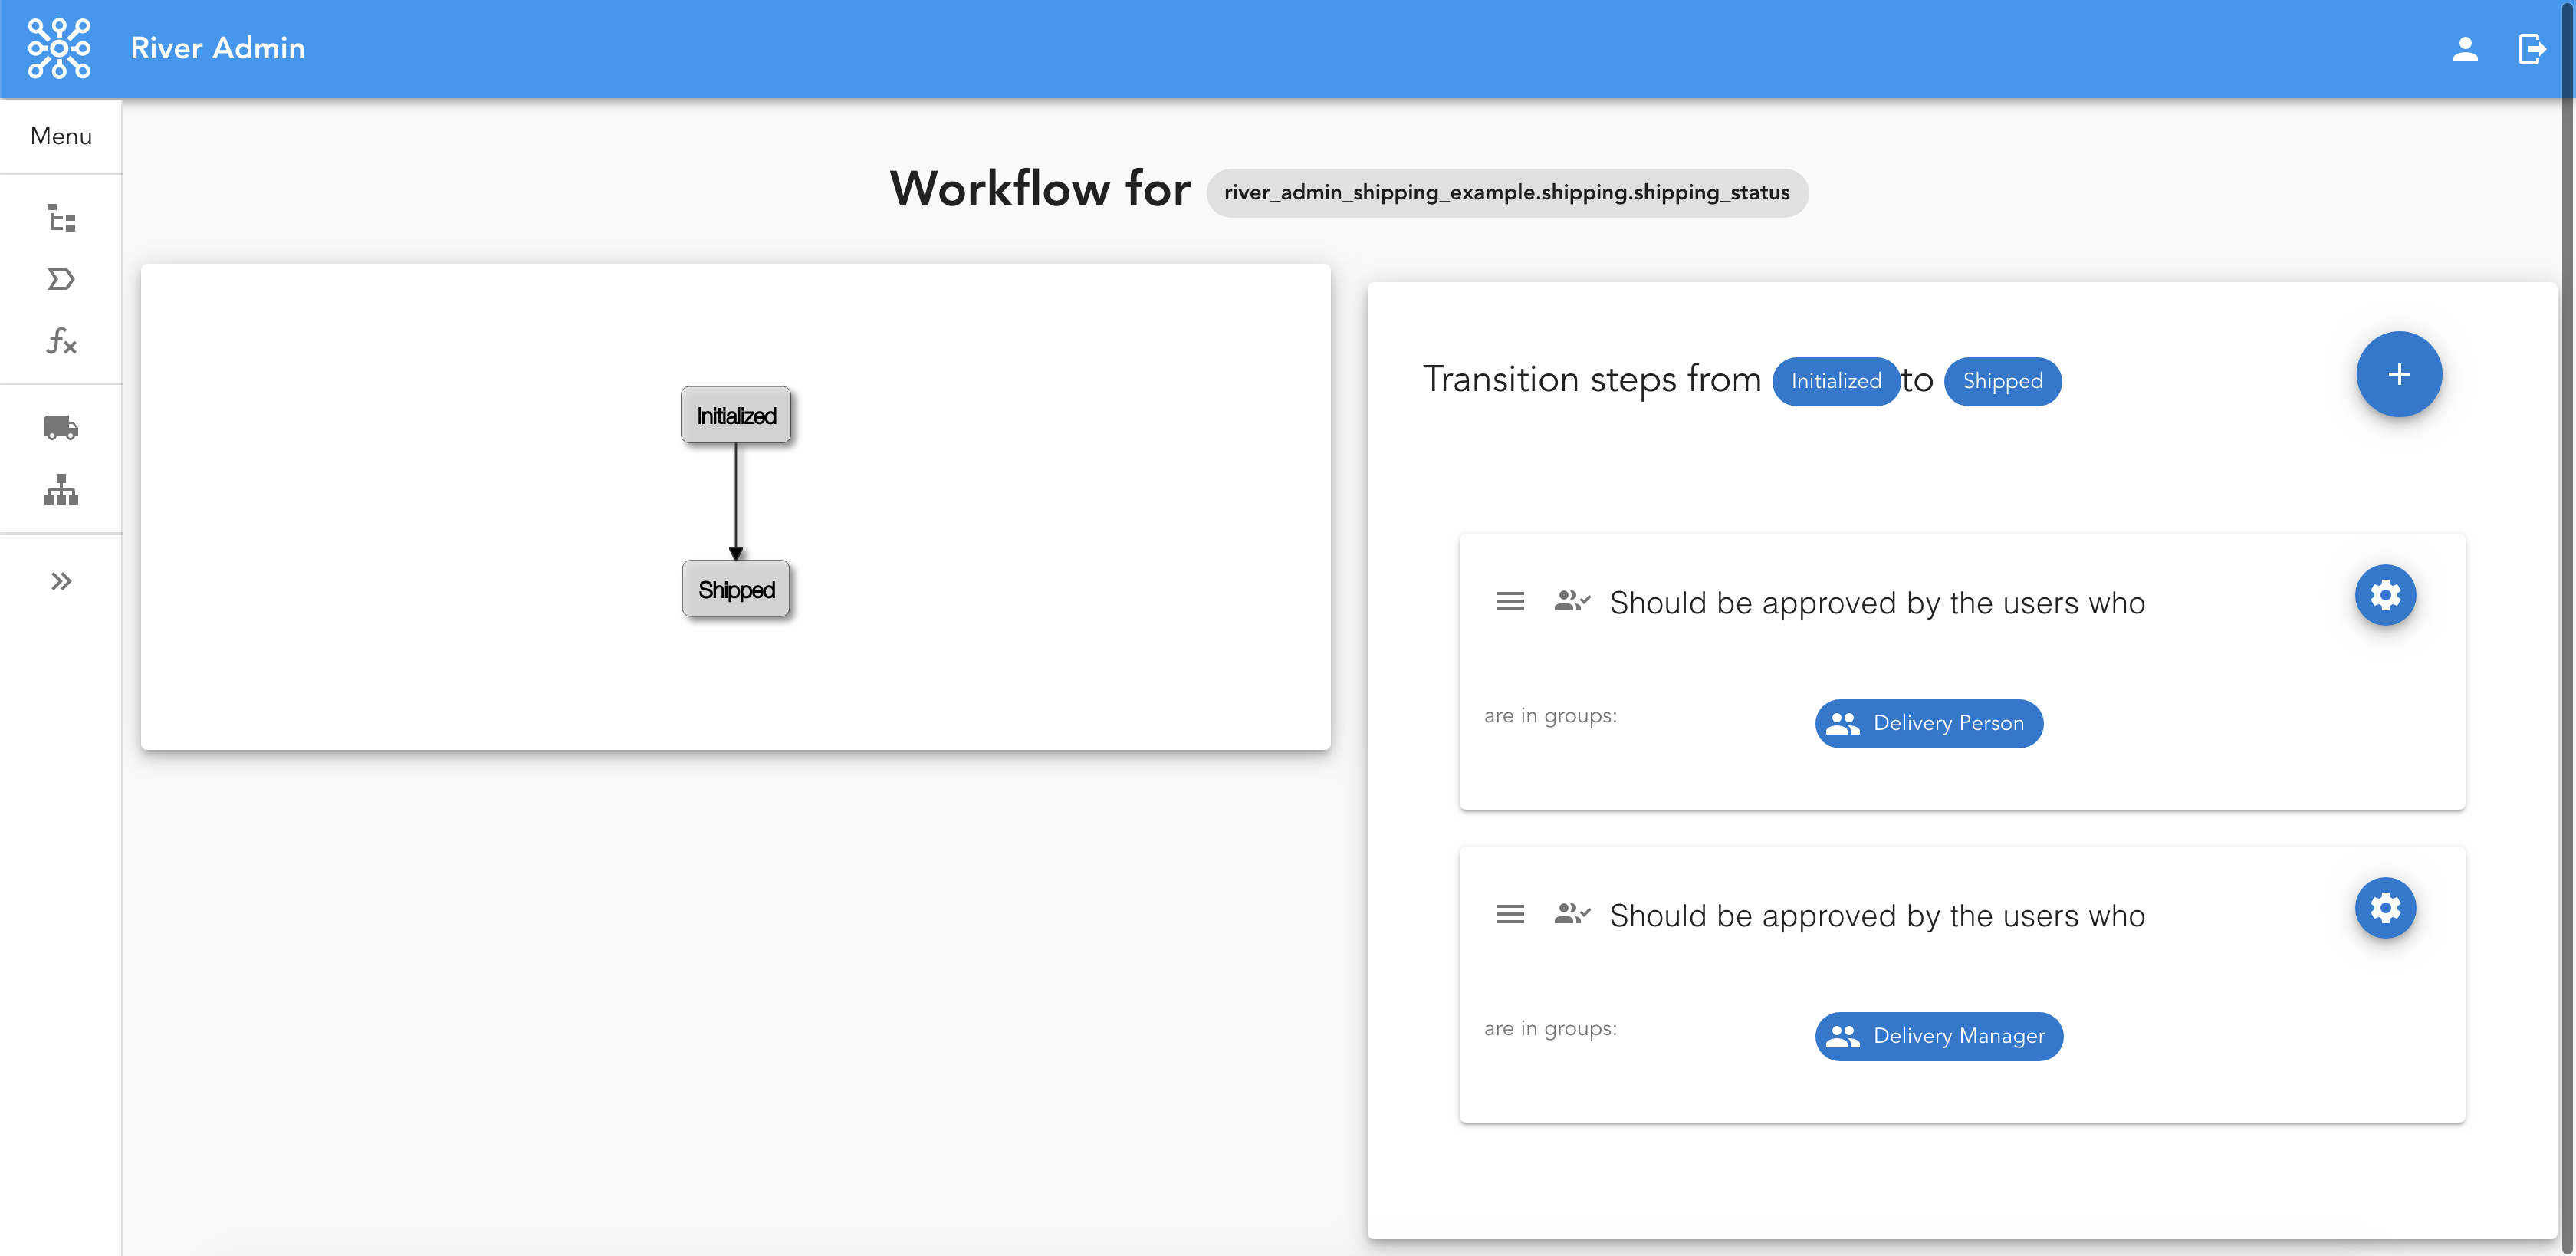 River Admin
Menu
Workflow for river_admin_shipping_example.shipping.shipping_status
Initialized
Shipped
Transition steps from Initialized to Shipped
Should be approved by the users who
are in groups: Delivery Person
Should be approved by the users who
are in groups: Delivery Manager